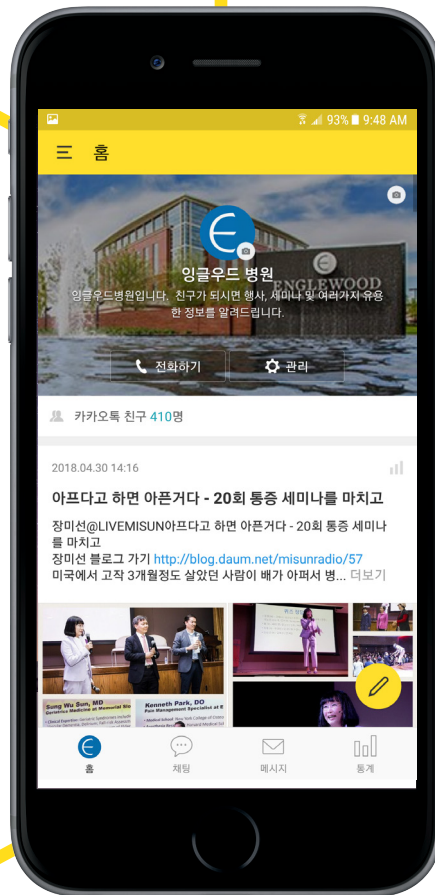 93% 9:48 AM
홈
잉글우드 병원
ENGLEWOOD
잉글우드병원입니다. 친구가 되시면 행사, 세미나 및 여러가지 유용
한 정보를 알려드립니다.
전화하기 관리
카카오톡 친구 410명
2018.04.30 14:16
아프다고 하면 아픈거다 - 20회 통증 세미나를 마치고
장미선@LIVEMISUN아프다고 하면 아픈거다 - 20회 통증 세미나
를 마치고
장미선 블로그 가기 http://blog.daum.net/misunradio/57
미국에서 고작 3개월정도 살았던 사람이 배가 아퍼서 병... 더보기
Sung Wu Sun, MD
Geriatrics Medicine at Memorial
Kenneth Park, DO
Pain Management Specialist at E
홈 채팅 메시지 통계